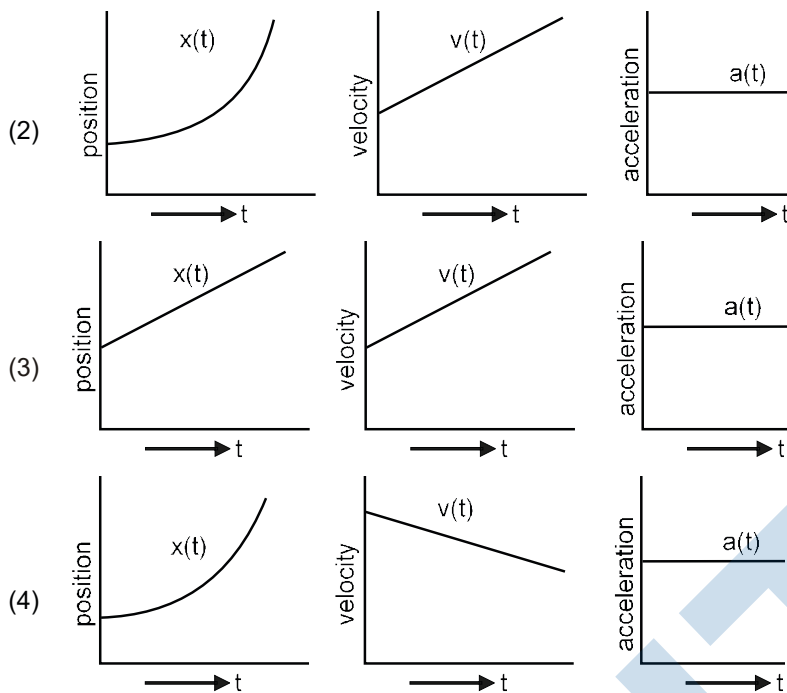 (2)
position
x(t)
t
velocity
v(t)
t
acceleration
a(t)
t
(3)
position
x(t)
t
velocity
v(t)
t
acceleration
a(t)
t
(4)
position
x(t)
t
velocity
v(t)
t
acceleration
a(t)
t